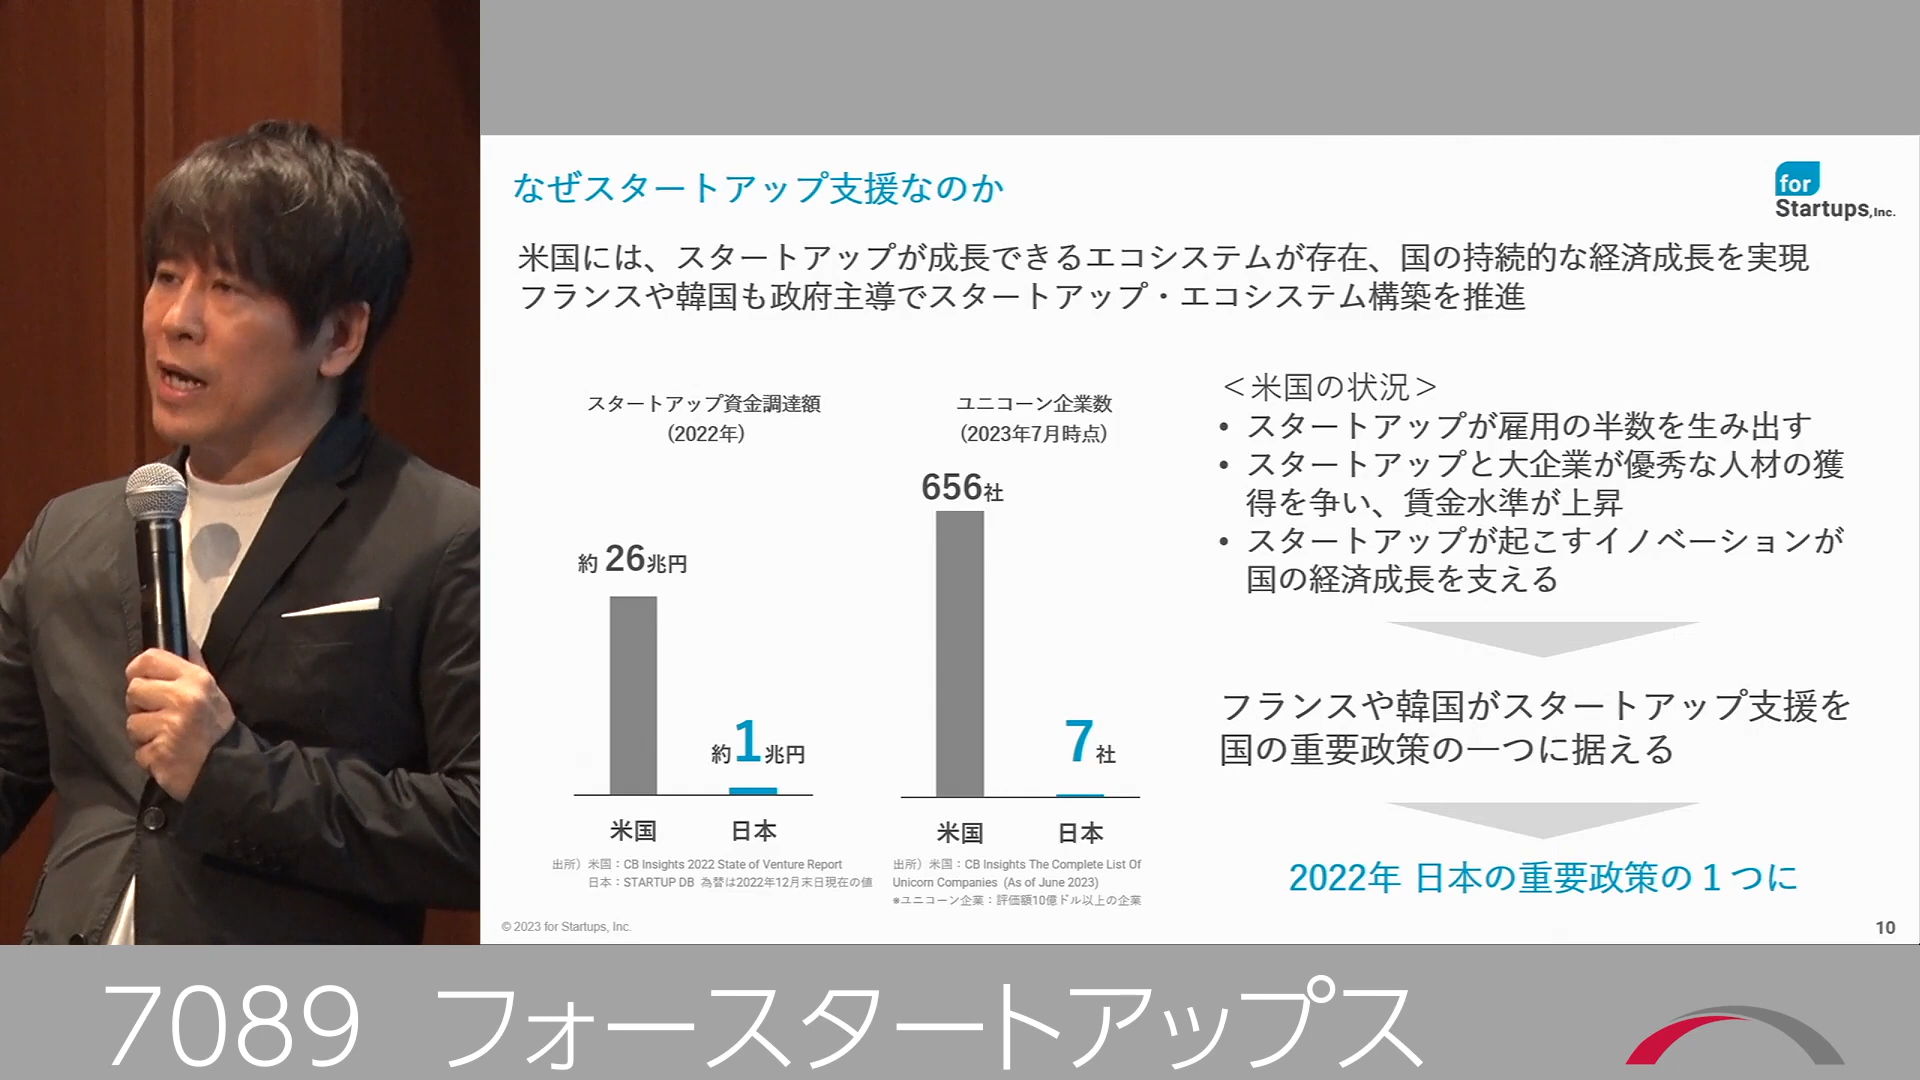 なぜスタートアップ支援なのか
for
Startups,Inc.
米国には、スタートアップが成長できるエコシステムが存在、国の持続的な経済成長を実現
フランスや韓国も政府主導でスタートアップ・エコシステム構築を推進
スタートアップ資金調達額
(2022年)
約26兆円
約1兆円
米国
日本
出所）米国：CB Insights 2022 State of Venture Report
日本：STARTUP DB 為替は2022年12月末日現在の値
ユニコーン企業数
(2023年7月時点)
656社
7社
米国
日本
出所）米国：CB Insights The Complete List Of
Unicorn Companies (As of June 2023)
※ユニコーン企業：評価額10億ドル以上の企業
＜米国の状況＞
• スタートアップが雇用の半数を生み出す
• スタートアップと大企業が優秀な人材の獲
得を争い、賃金水準が上昇
• スタートアップが起こすイノベーションが
国の経済成長を支える
フランスや韓国がスタートアップ支援を
国の重要政策の一つに据える
2022年 日本の重要政策の１つに
© 2023 for Startups, Inc.
10
7089 フォースタートアップス